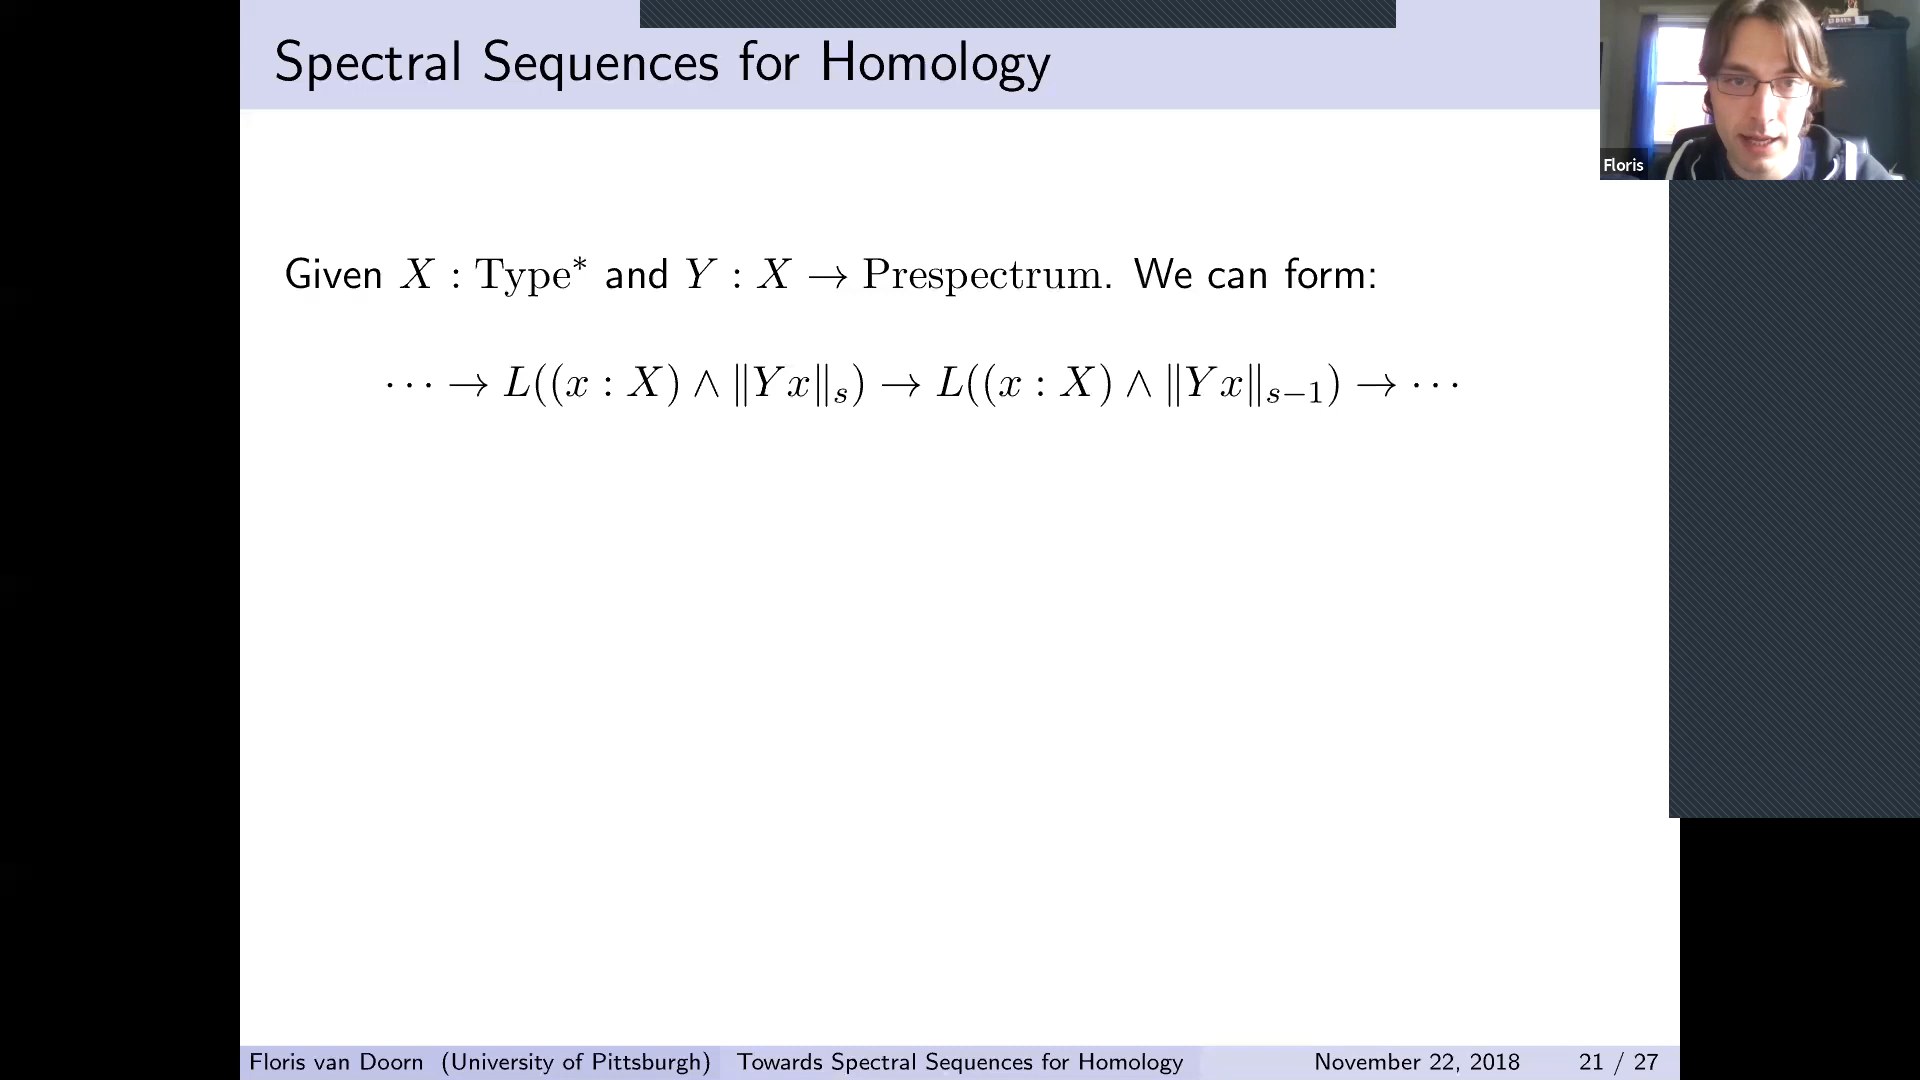 Spectral Sequences for Homology
Floris
Given X : Type* and Y : X → Prespectrum. We can form:
··· → L((x : X) ∧ ‖Y x‖ₛ) → L((x : X) ∧ ‖Y x‖ₛ₋₁) → ···
Floris van Doorn (University of Pittsburgh) Towards Spectral Sequences for Homology November 22, 2018 21 / 27